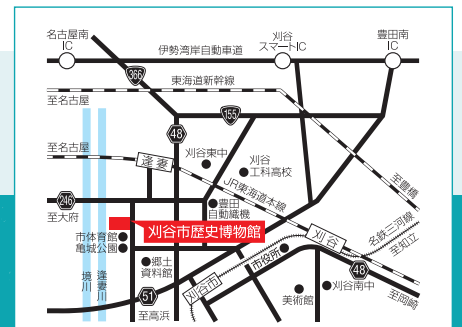 名古屋南
IC
伊勢湾岸自動車道
刈谷
スマートIC
豊田南
IC
366
東海道新幹線
至名古屋
155
48
至名古屋
逢妻
刈谷東中
刈谷
工科高校
JR東海道本線
至豊橋
246
至大府
豊田
自動織機
刈谷市歴史博物館
刈谷
名鉄三河線
至知立
市体育館
亀城公園
郷土
資料館
刈谷市
市役所
48
境川
逢妻川
51
至高浜
美術館
刈谷南中
至岡崎